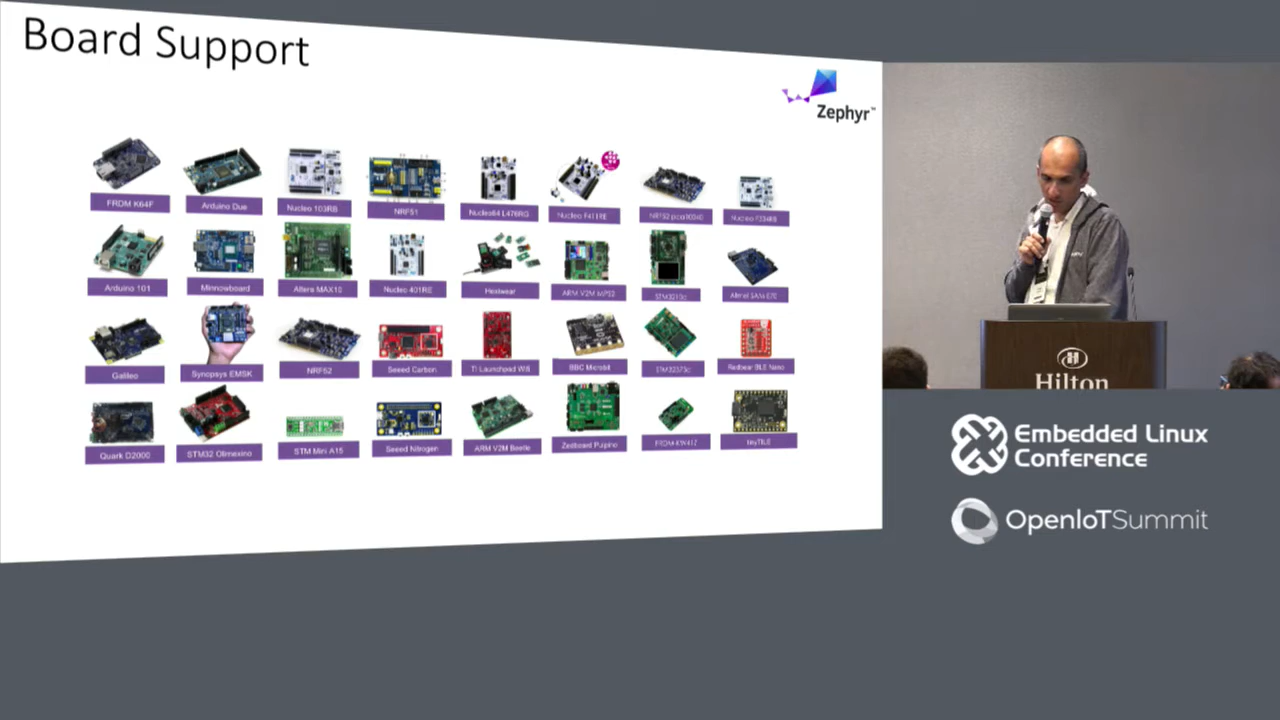 Board Support
Zephyr™
FRDM K64F
Arduino Due
Nucleo 103RB
NRF51
Nucleo64 L476RG
Nucleo F411RE
NRF52 pca10040
Nucleo F334R8
Arduino 101
Minnowboard
Altera MAX10
Nucleo 401RE
Hexiwear
ARM V2M MPS2
STM3210c
Atmel SAM E70
Galileo
Synopsys EMSK
NRF52
Seeed Carbon
TI Launchpad Wifi
BBC Microbit
STM32373c
Redbear BLE Nano
Quark D2000
STM32 Olimexino
STM Mini A15
Seeed Nitrogen
ARM V2M Beetle
Zedboard Pulpino
FRDM KW41Z
tinyTILE
Hilton
Embedded Linux
Conference
OpenIoTSummit